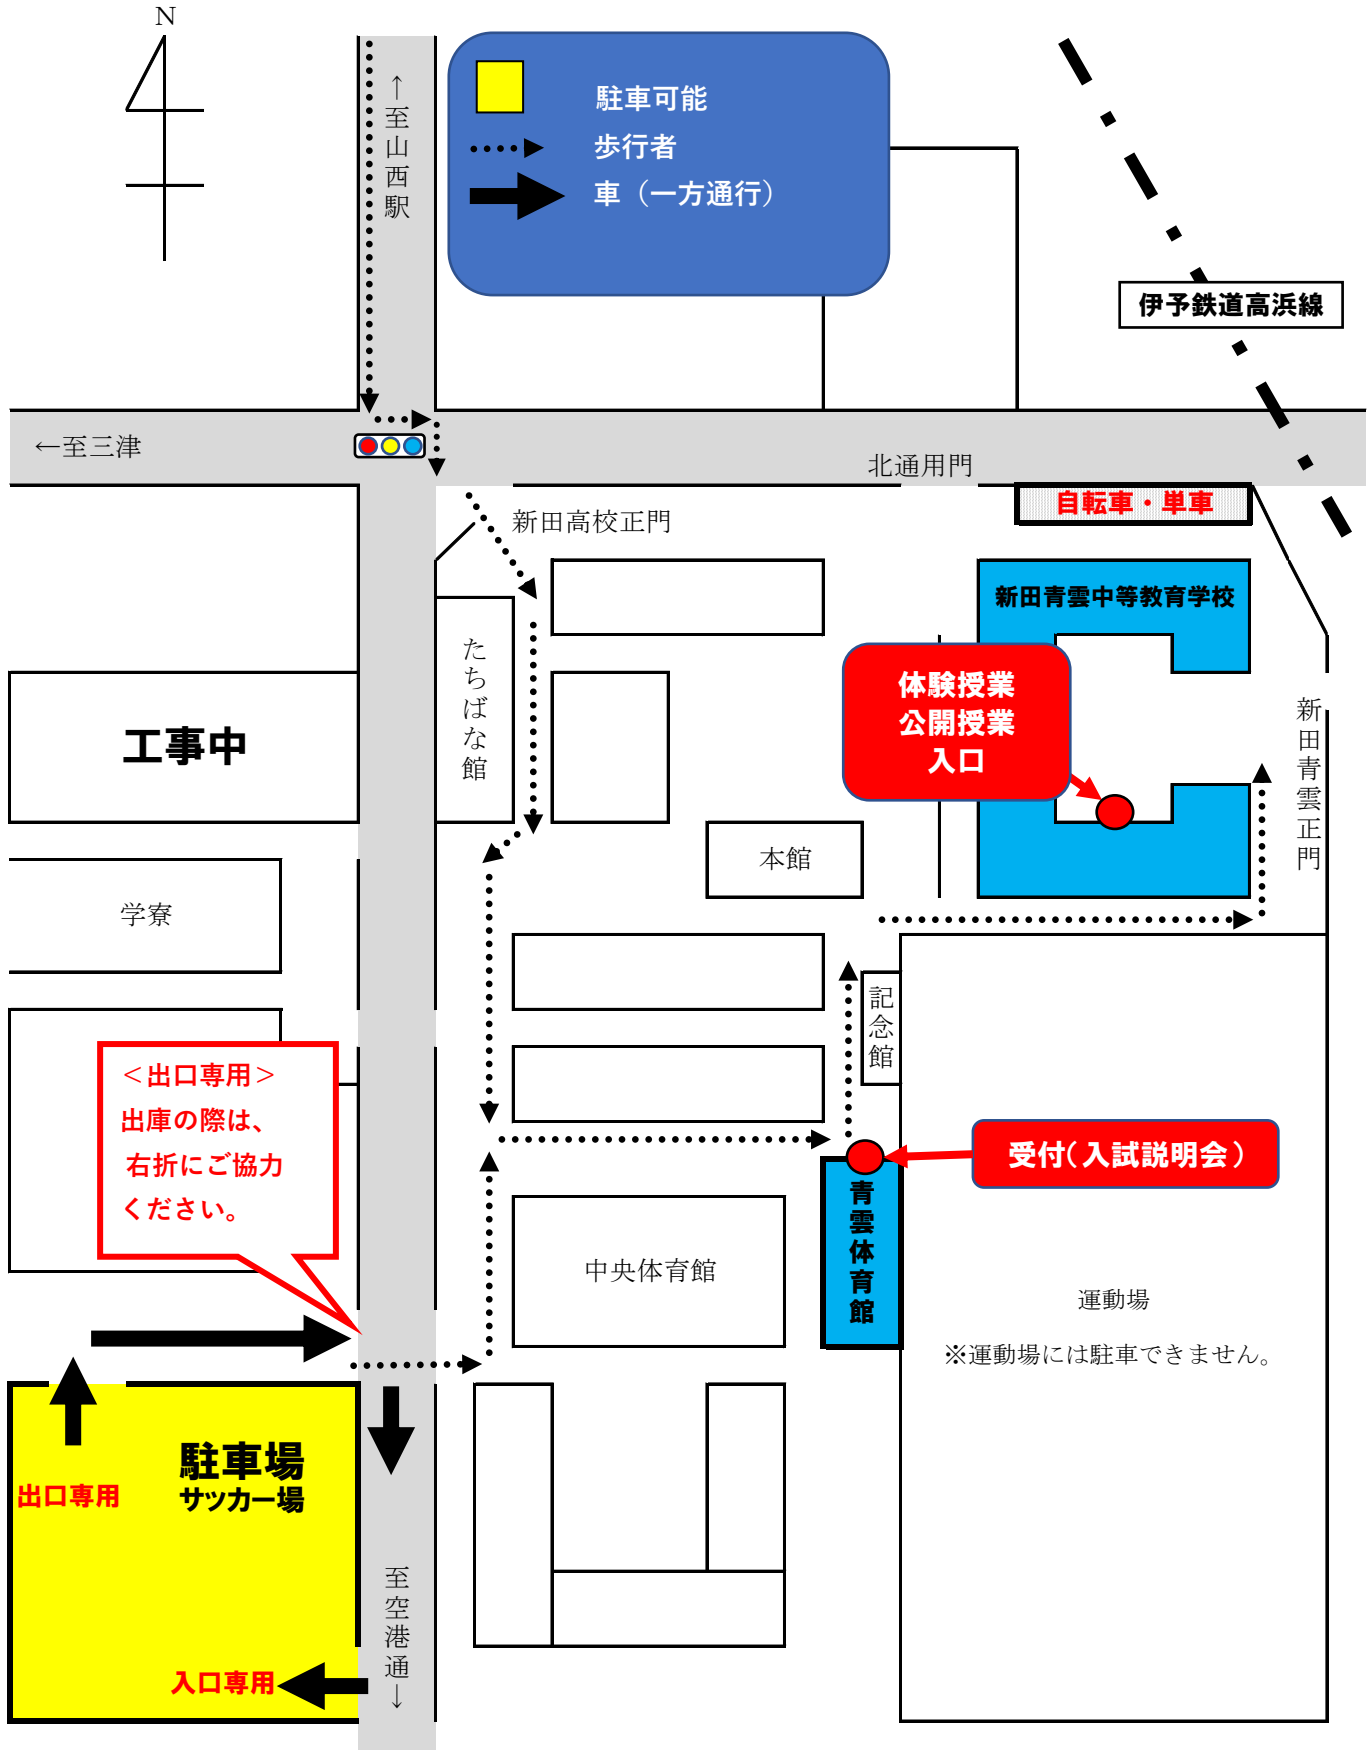 N
↑至山西駅
駐車可能
歩行者
車（一方通行）
伊予鉄道高浜線
←至三津
北通用門
自転車・単車
新田高校正門
新田青雲中等教育学校
たちばな館
体験授業
公開授業
入口
新田青雲正門
工事中
本館
学寮
記念館
＜出口専用＞
出庫の際は、
右折にご協力
ください。
受付(入試説明会)
青雲体育館
中央体育館
運動場
※運動場には駐車できません。
駐車場
サッカー場
出口専用
至空港通→
入口専用